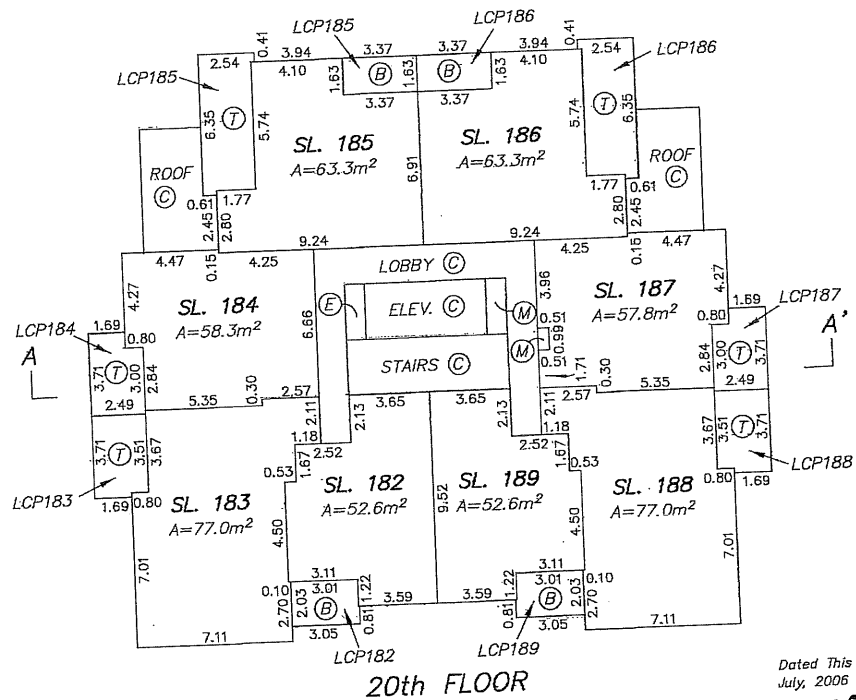 LCP185
LCP186
0.41
3.94
3.37
3.37
3.94
0.41
2.54
4.10
1.63
B
1.63
B
1.63
4.10
2.54
LCP185
LCP186
3.37
3.37
6.35
T
5.74
5.74
T
6.35
SL. 185
A=63.3m²
SL. 186
A=63.3m²
6.91
ROOF
C
ROOF
C
0.61
1.77
1.77
0.61
2.45
2.80
2.80
2.45
4.47
0.15
4.25
9.24
9.24
4.25
0.15
4.47
LOBBY C
4.27
SL. 184
A=58.3m²
6.66
E
ELEV. C
M
3.96
SL. 187
A=57.8m²
4.27
LCP184
1.69
0.80
0.51
0.99
M
0.51
0.80
1.69
LCP187
A
A'
3.71
T
3.00
2.84
STAIRS C
1.71
2.84
3.00
T
3.71
2.49
5.35
0.30
2.57
3.65
3.65
2.57
0.30
5.35
2.49
2.11
2.13
2.13
2.11
3.71
T
3.51
3.67
1.18
2.52
2.52
1.18
3.67
3.51
T
3.71
1.67
1.67
LCP183
1.69
0.80
0.53
0.53
0.80
1.69
LCP188
SL. 183
A=77.0m²
SL. 182
A=52.6m²
9.52
SL. 189
A=52.6m²
SL. 188
A=77.0m²
7.01
4.50
4.50
7.01
3.11
3.11
0.10
3.01
1.22
1.22
3.01
0.10
2.70
2.03
B
0.81
3.59
3.59
0.81
B
2.03
2.70
7.11
3.05
3.05
7.11
LCP182
LCP189
20th FLOOR
Dated This
July, 2006